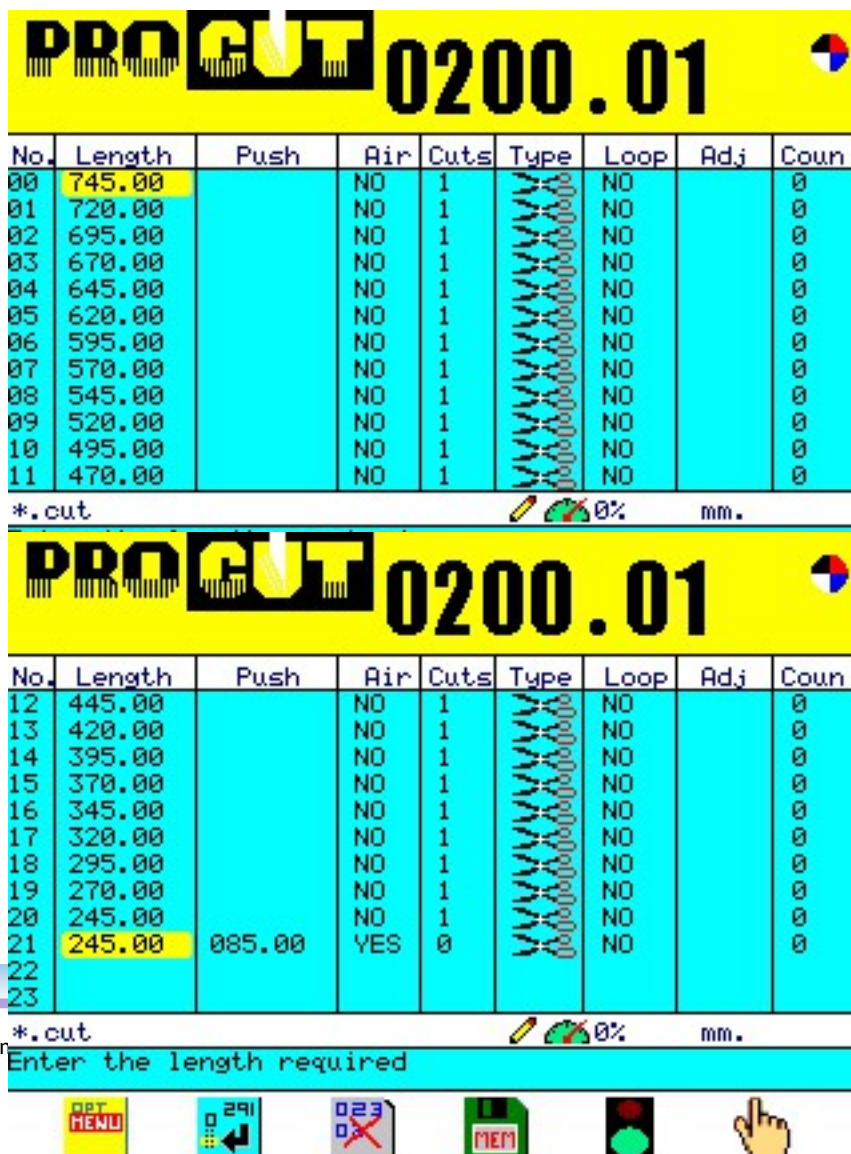 PRO CUT 0200.01
No. Length Push Air Cuts Type Loop Adj Coun
00 745.00 NO 1 NO 0
01 720.00 NO 1 NO 0
02 695.00 NO 1 NO 0
03 670.00 NO 1 NO 0
04 645.00 NO 1 NO 0
05 620.00 NO 1 NO 0
06 595.00 NO 1 NO 0
07 570.00 NO 1 NO 0
08 545.00 NO 1 NO 0
09 520.00 NO 1 NO 0
10 495.00 NO 1 NO 0
11 470.00 NO 1 NO 0
*.cut 0% mm.
PRO CUT 0200.01
No. Length Push Air Cuts Type Loop Adj Coun
12 445.00 NO 1 NO 0
13 420.00 NO 1 NO 0
14 395.00 NO 1 NO 0
15 370.00 NO 1 NO 0
16 345.00 NO 1 NO 0
17 320.00 NO 1 NO 0
18 295.00 NO 1 NO 0
19 270.00 NO 1 NO 0
20 245.00 NO 1 NO 0
21 245.00 085.00 YES 0 NO 0
22
23
*.cut 0% mm.
Enter the length required
OPT MENU 291 023 03 MEM